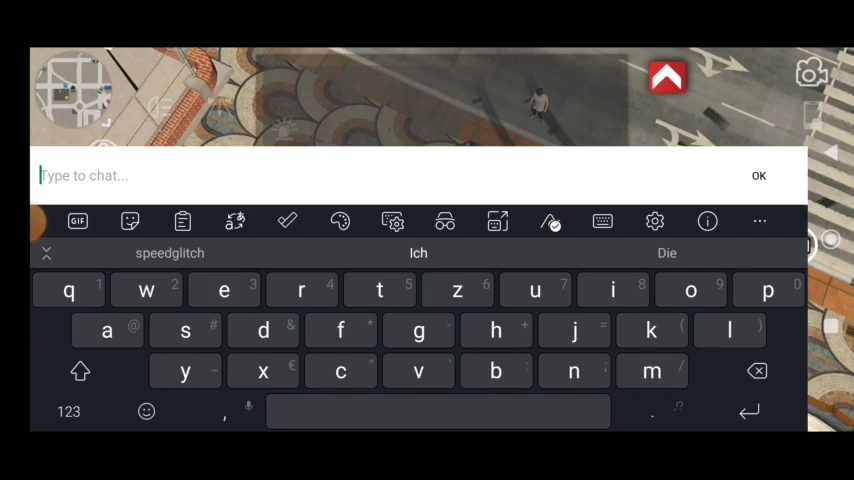 Type to chat...
OK
GIF
speedglitch Ich Die
q 1 w 2 e 3 r 4 t 5 z 6 u 7 i 8 o 9 p 0
a @ s # d & f * g - h + j = k ( l )
y _ x € c " v ' b : n ; m /
123 , . ,!?